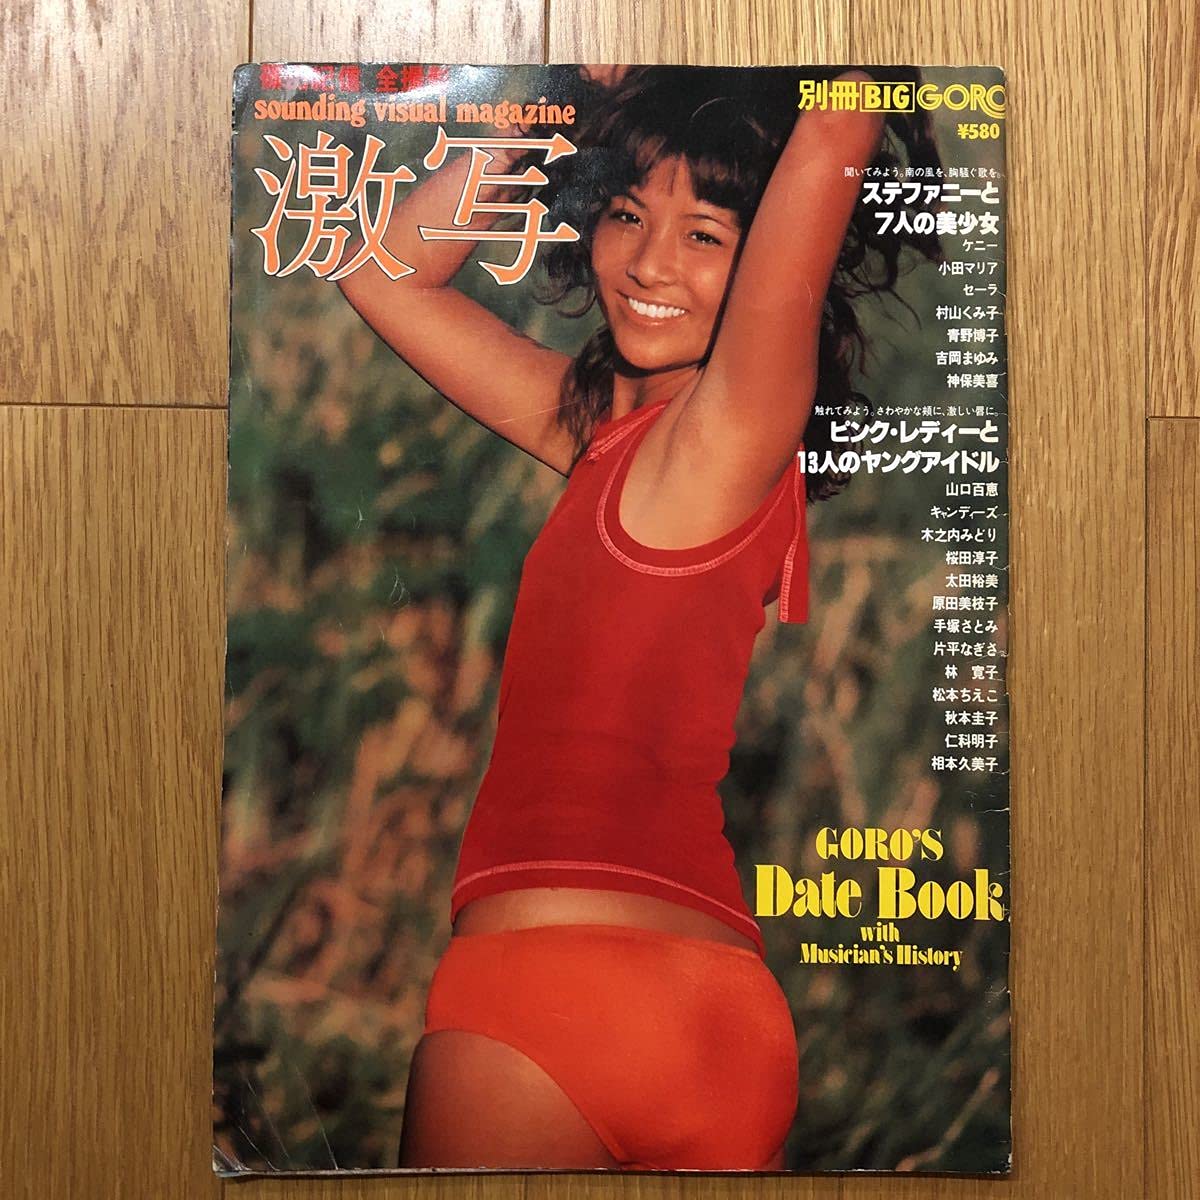 sounding visual magazine
激写
別冊 BIG GORO
¥580
聞いてみよう。南の風を、胸騒ぐ歌を。
ステファニーと
7人の美少女
ケニー
小田マリア
セーラ
村山くみ子
青野博子
吉岡まゆみ
神保美喜
触れてみよう。さわやかな頬に、激しい唇に。
ピンク・レディーと
13人のヤングアイドル
山口百恵
キャンディーズ
木之内みどり
桜田淳子
太田裕美
原田美枝子
手塚さとみ
片平なぎさ
林 寛子
松本ちえこ
秋本圭子
仁科明子
相本久美子
GORO'S
Date Book
with
Musician's History